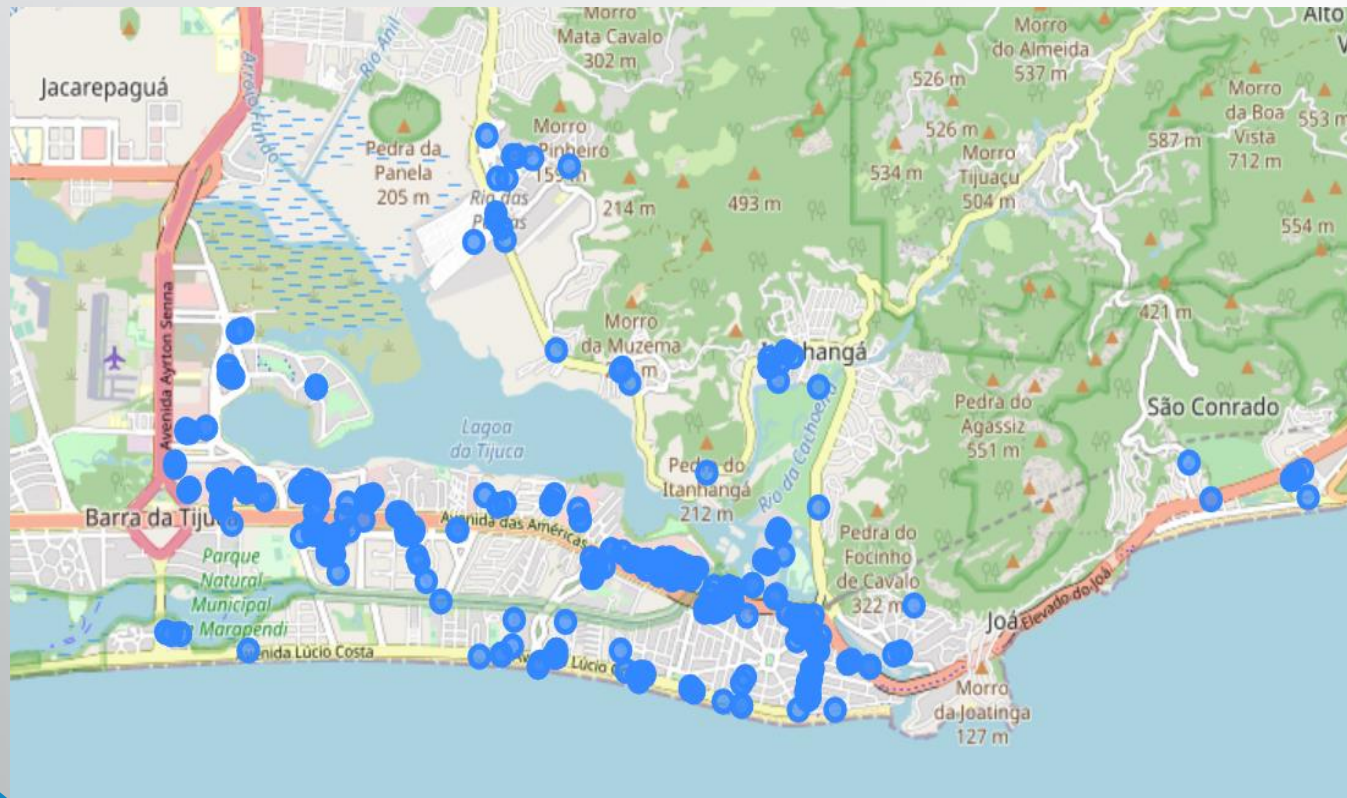 Morro
Mata Cavalo
302 m
Alto
Morro
do Almeida
537 m
526 m
Jacarepaguá
Arroio Fundo
Rio Anil
Morro
da Boa
Vista
712 m
553 m
587 m
526 m
Morro
Tijuaçu
504 m
534 m
Pedra da
Panela
205 m
Morro
Pinheiro
Rio das
214 m
493 m
554 m
Avenida Ayrton Senna
421 m
Morro
da Muzema
Pedra do
Agassiz
551 m
São Conrado
Lagoa
da Tijuca
Rio da Cachoeira
Pedra do
Itanhangá
212 m
Barra da
Avenida das Américas
Parque
Natural
Municipal
Marapendi
Pedra do
Focinho
de Cavalo
322 m
Joá
Elevado do Joá
Lúcio Costa
Lúcio
Morro
da Joatinga
127 m